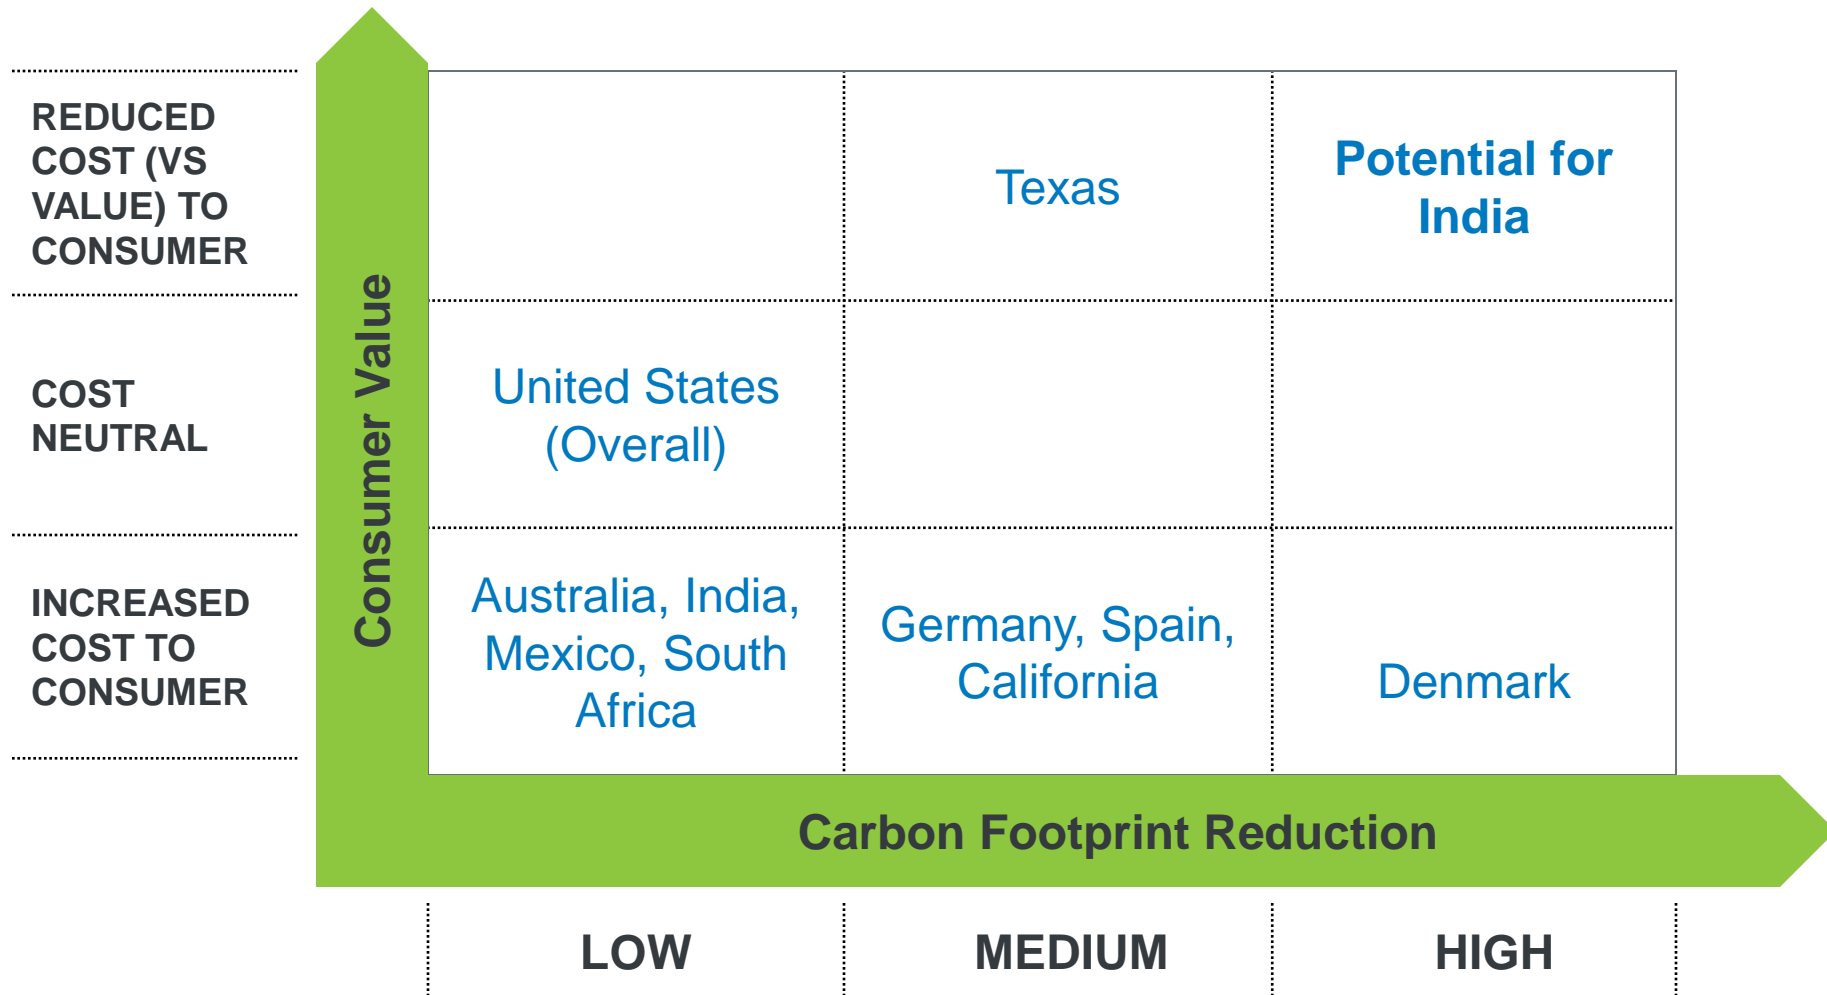 REDUCED
COST (VS
VALUE) TO
CONSUMER
Texas
Potential for
India
Consumer Value
COST
NEUTRAL
United States
(Overall)
INCREASED
COST TO
CONSUMER
Australia, India,
Mexico, South
Africa
Germany, Spain,
California
Denmark
Carbon Footprint Reduction
LOW
MEDIUM
HIGH